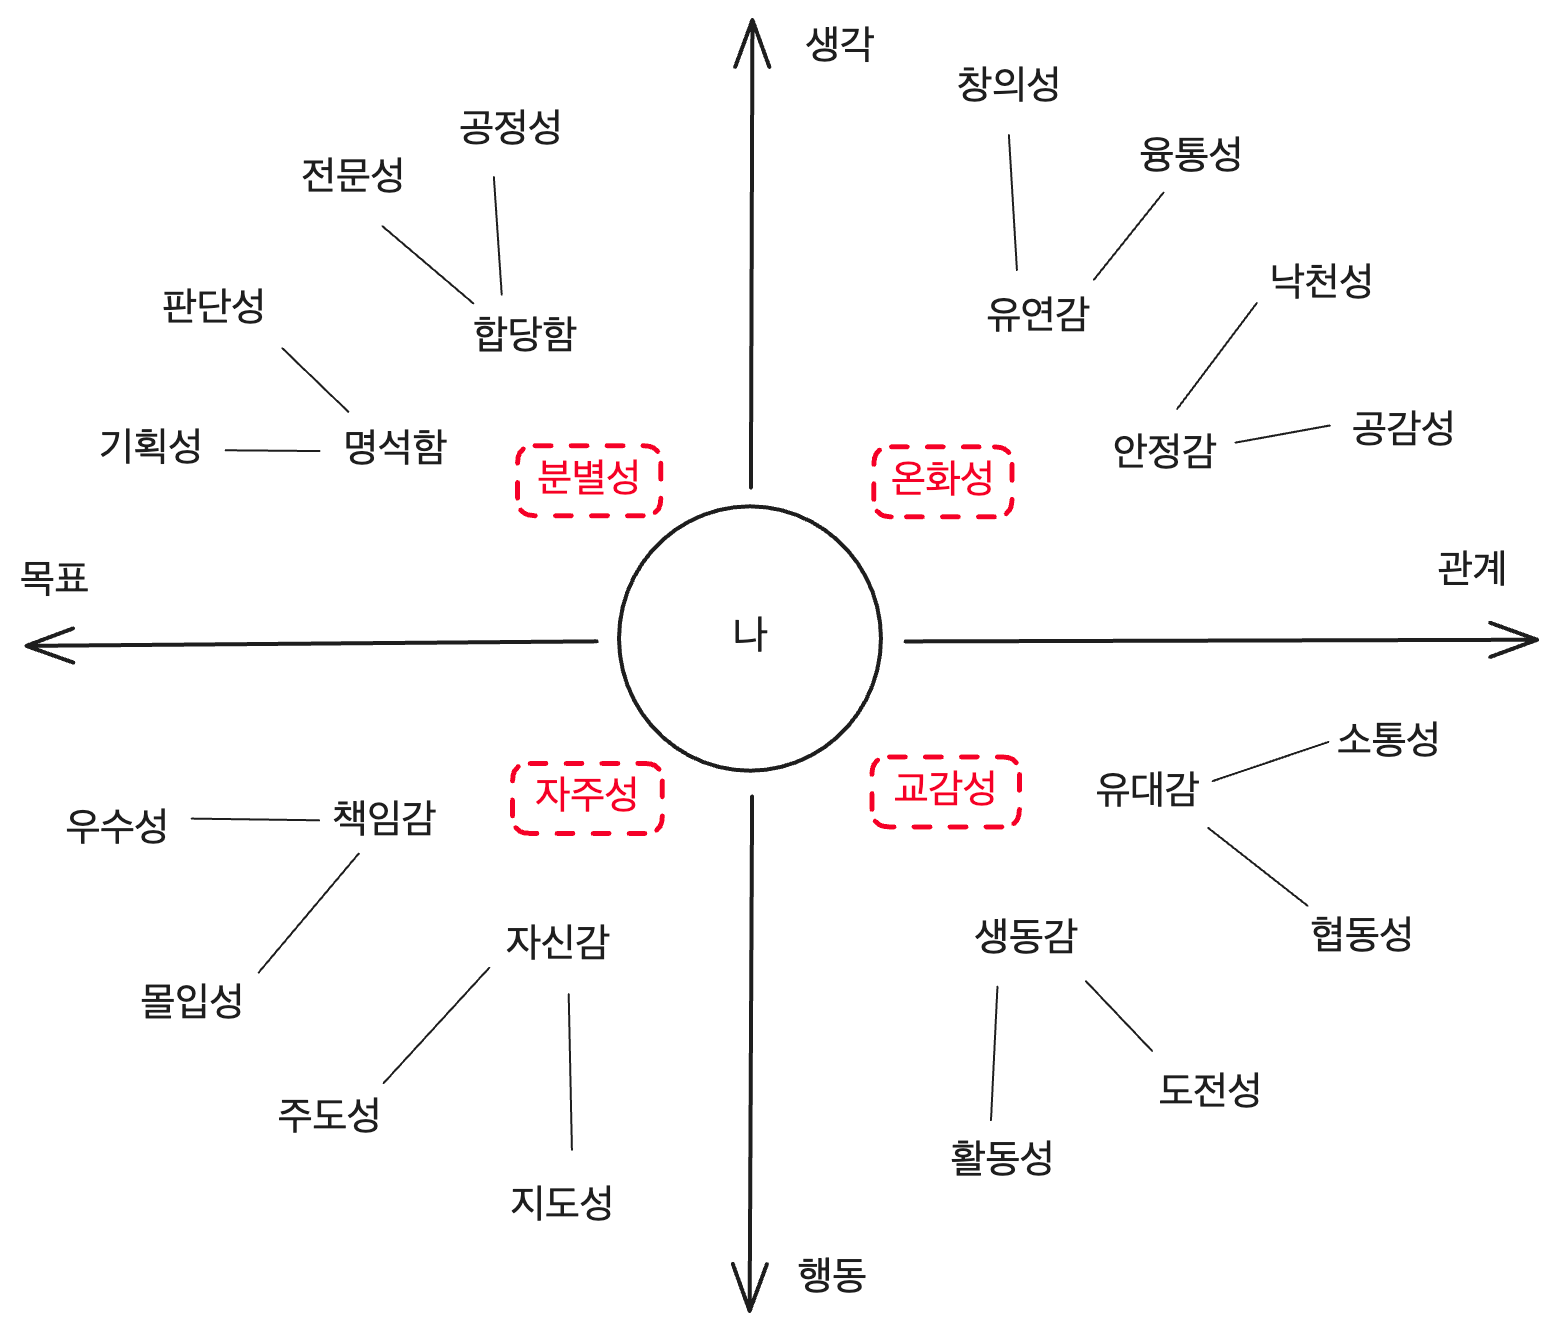 생각
창의성
공정성
융통성
전문성
낙천성
판단성
유연감
합당함
공감성
기획성
명석함
안정감
분별성
온화성
관계
목표
나
소통성
유대감
교감성
자주성
책임감
우수성
협동성
생동감
자신감
몰입성
도전성
주도성
활동성
지도성
행동